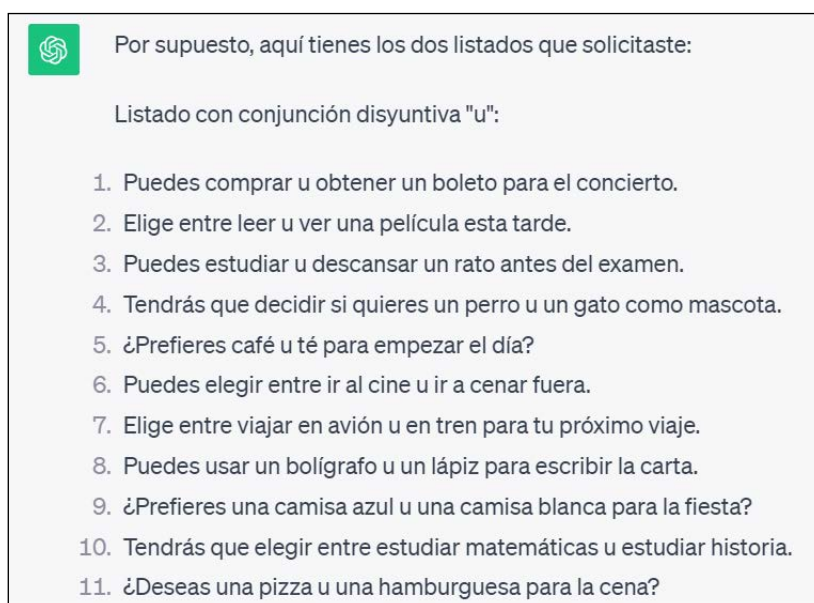 Por supuesto, aquí tienes los dos listados que solicitaste:
Listado con conjunción disyuntiva "u":
1. Puedes comprar u obtener un boleto para el concierto.
2. Elige entre leer u ver una película esta tarde.
3. Puedes estudiar u descansar un rato antes del examen.
4. Tendrás que decidir si quieres un perro u un gato como mascota.
5. ¿Prefieres café u té para empezar el día?
6. Puedes elegir entre ir al cine u ir a cenar fuera.
7. Elige entre viajar en avión u en tren para tu próximo viaje.
8. Puedes usar un bolígrafo u un lápiz para escribir la carta.
9. ¿Prefieres una camisa azul u una camisa blanca para la fiesta?
10. Tendrás que elegir entre estudiar matemáticas u estudiar historia.
11. ¿Deseas una pizza u una hamburguesa para la cena?